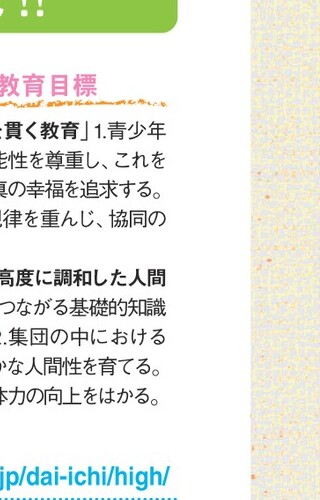 !!
教育目標
貫く教育」1.青少年
能性を尊重し、これを
真の幸福を追求する。
規律を重んじ、協同の
高度に調和した人間
つながる基礎的知識
2.集団の中における
かな人間性を育てる。
体力の向上をはかる。
jp/dai-ichi/high/